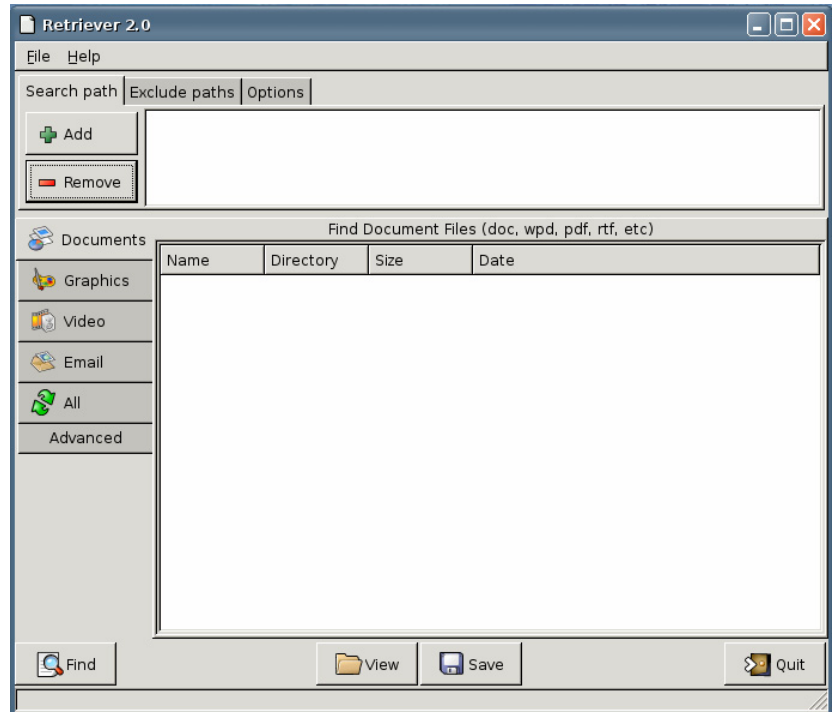 Retriever 2.0
File Help
Search path Exclude paths Options
Add
Remove
Documents
Graphics
Video
Email
All
Advanced
Find Document Files (doc, wpd, pdf, rtf, etc)
Name Directory Size Date
Find View Save Quit